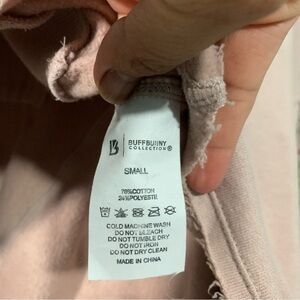 BUFFBUNNY
COLLECTION®
SMALL
76%COTTON
24%POLYESTE
COLD MACHINE WASH
DO NOT BLEACH
DO NOT TUMBLE DRY
DO NOT IRON
DO NOT DRY CLEAN
MADE IN CHINA